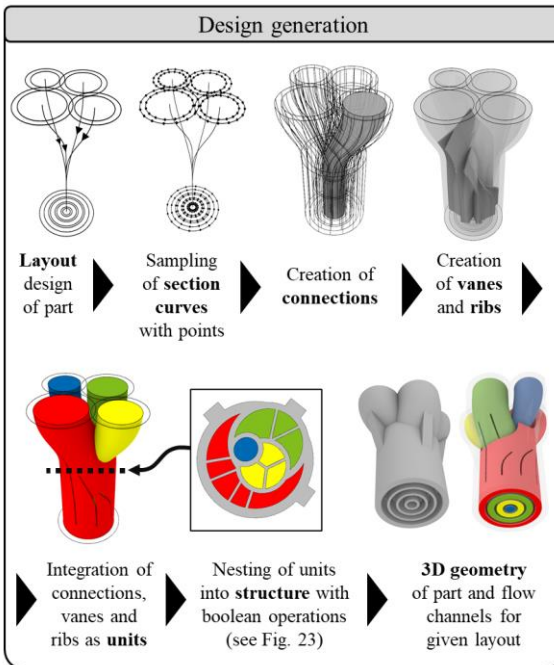 Design generation
Layout
design
of part
Sampling
of section
curves
with points
Creation of
connections
Creation
of vanes
and ribs
Integration of
connections,
vanes and
ribs as units
Nesting of units
into structure with
boolean operations
(see Fig. 23)
3D geometry
of part and flow
channels for
given layout